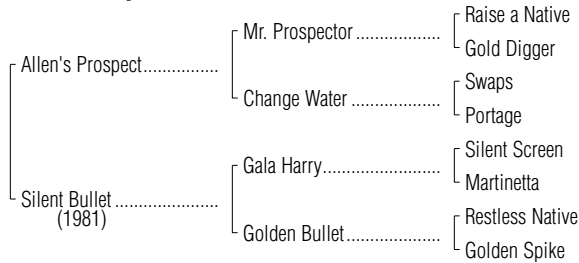 Raise a Native
Mr. Prospector ..................
Gold Digger
Allen's Prospect................
Swaps
Change Water ..................
Portage
Silent Screen
Gala Harry.........................
Martinetta
Silent Bullet ......................
(1981)
Restless Native
Golden Bullet....................
Golden Spike